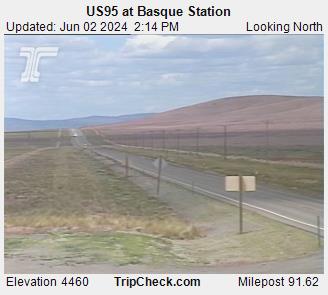 US95 at Basque Station
Updated: Jun 02 2024 2:14 PM Looking North
Elevation 4460 TripCheck.com Milepost 91.62